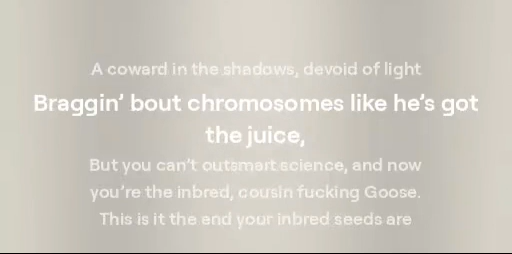 A coward in the shadows, devoid of light
Braggin’ bout chromosomes like he’s got
the juice,
But you can’t outsmart science, and now
you’re the inbred, cousin fucking Goose.
This is it the end your inbred seeds are